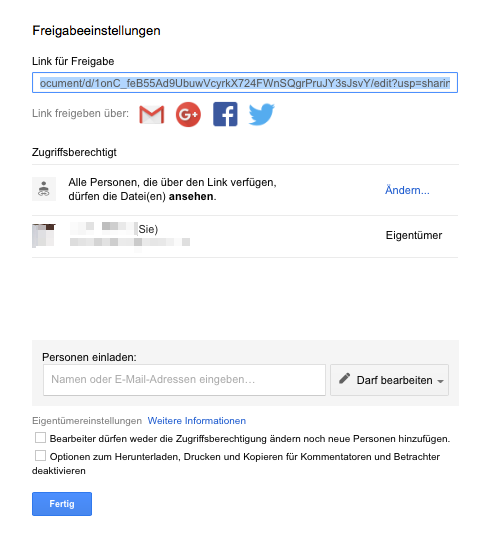 Freigabeeinstellungen
Link für Freigabe
ocument/d/1onC_feB55Ad9UbuwVcyrkX724FWnSQgrPruJY3sJsvY/edit?usp=sharin
Link freigeben über:
Zugriffsberechtigt
Alle Personen, die über den Link verfügen,
dürfen die Datei(en) ansehen.
Ändern...
Sie)
Eigentümer
Personen einladen:
Namen oder E-Mail-Adressen eingeben…
Darf bearbeiten
Eigentümereinstellungen Weitere Informationen
Bearbeiter dürfen weder die Zugriffsberechtigung ändern noch neue Personen hinzufügen.
Optionen zum Herunterladen, Drucken und Kopieren für Kommentatoren und Betrachter
deaktivieren
Fertig